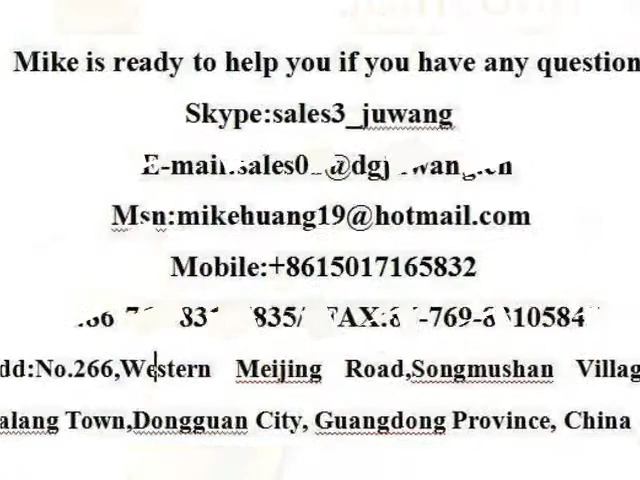 Mike is ready to help you if you have any question
Skype:sales3_juwang
Msn:mikehuang19@hotmail.com
Mobile:+8615017165832
dd:No.266,Western Meijing Road,Songmushan Villag
alang Town,Dongguan City, Guangdong Province, China